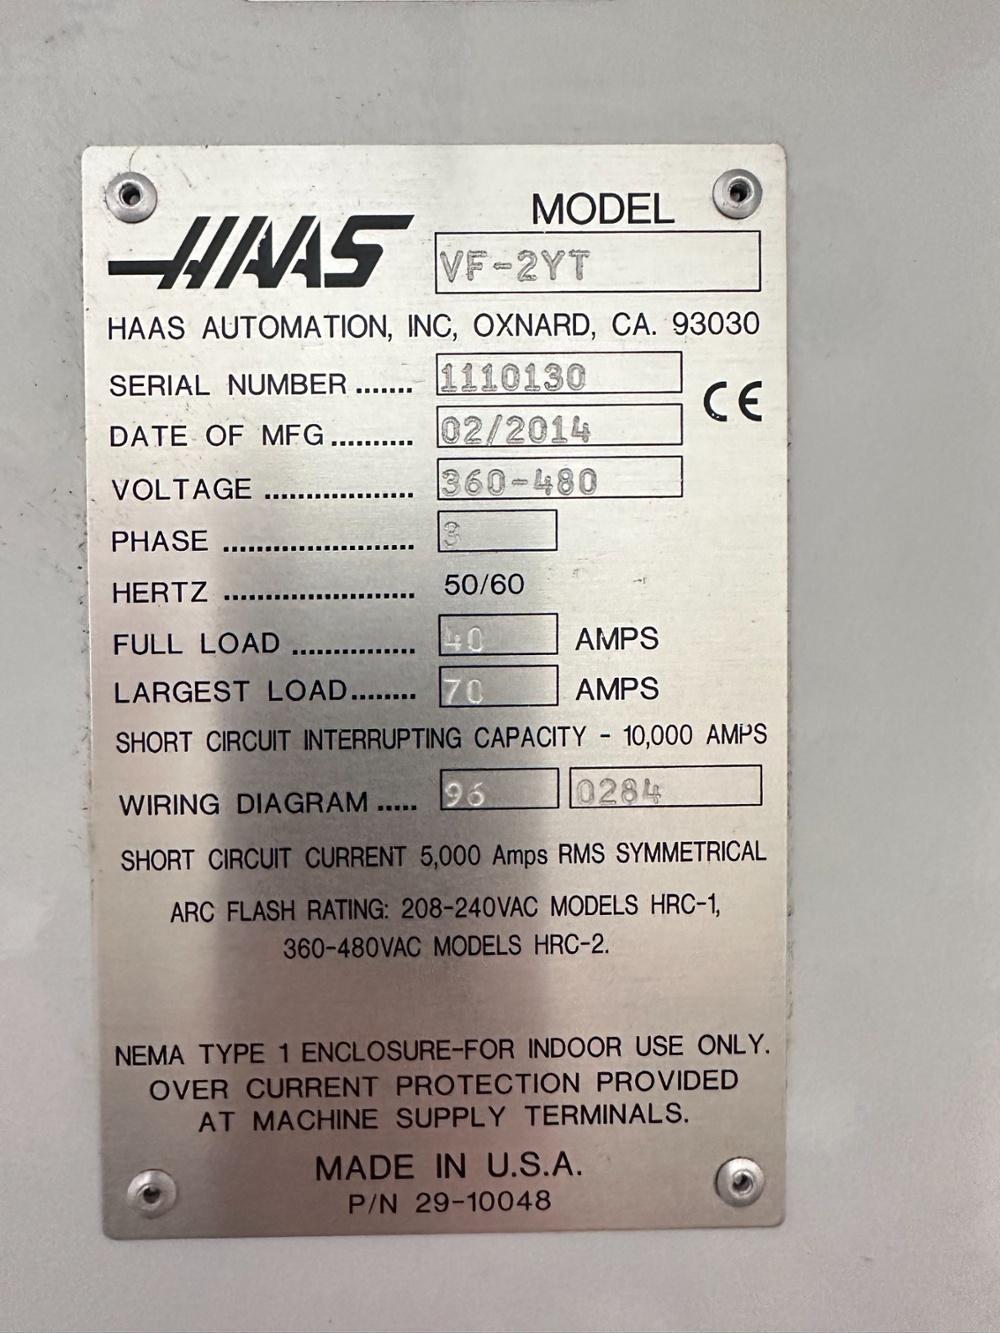 HAAS
MODEL
VF-2YT
HAAS AUTOMATION, INC, OXNARD, CA. 93030
SERIAL NUMBER ....... 1110130
CE
DATE OF MFG .......... 02/2014
VOLTAGE .................. 360-480
PHASE ....................... 3
HERTZ ....................... 50/60
FULL LOAD ............... 40 AMPS
LARGEST LOAD........ 70 AMPS
SHORT CIRCUIT INTERRUPTING CAPACITY - 10,000 AMPS
WIRING DIAGRAM ..... 96 0284
SHORT CIRCUIT CURRENT 5,000 Amps RMS SYMMETRICAL
ARC FLASH RATING: 208-240VAC MODELS HRC-1,
360-480VAC MODELS HRC-2.
NEMA TYPE 1 ENCLOSURE-FOR INDOOR USE ONLY.
OVER CURRENT PROTECTION PROVIDED
AT MACHINE SUPPLY TERMINALS.
MADE IN U.S.A.
P/N 29-10048